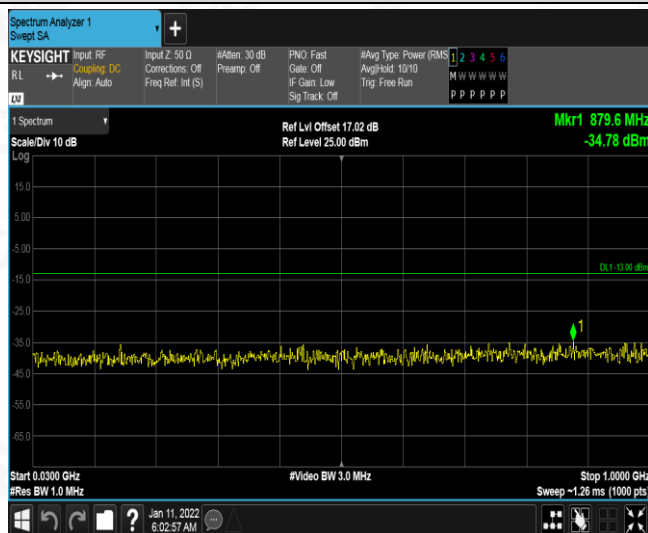 Spectrum Analyzer 1
Swept SA
KEYSIGHT
RL
LXI
Input: RF
Coupling: DC
Align: Auto
Input Z: 50 Ω
Corrections: Off
Freq Ref: Int (S)
#Atten: 30 dB
Preamp: Off
PNO: Fast
Gate: Off
IF Gain: Low
Sig Track: Off
#Avg Type: Power (RMS
Avg|Hold: 10/10
Trig: Free Run
1 2 3 4 5 6
M W W W W W
P P P P P P
1 Spectrum
Scale/Div 10 dB
Log
Ref Lvl Offset 17.02 dB
Ref Level 25.00 dBm
Mkr1 879.6 MHz
-34.78 dBm
15.0
5.00
-5.00
-15.0
-25.0
-35.0
-45.0
-55.0
-65.0
DL1 -13.00 dBm
1
Start 0.0300 GHz
#Res BW 1.0 MHz
#Video BW 3.0 MHz
Stop 1.0000 GHz
Sweep ~1.26 ms (1000 pts)
?
Jan 11, 2022
6:02:57 AM